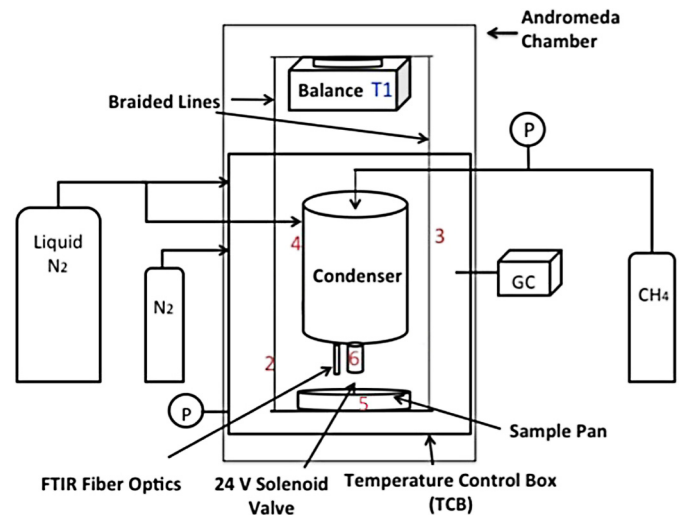 Andromeda
Chamber
Balance T1
Braided Lines
P
Liquid
N2
4
3
Condenser
GC
N2
CH4
2
6
5
P
Sample Pan
FTIR Fiber Optics
24 V Solenoid
Valve
Temperature Control Box
(TCB)